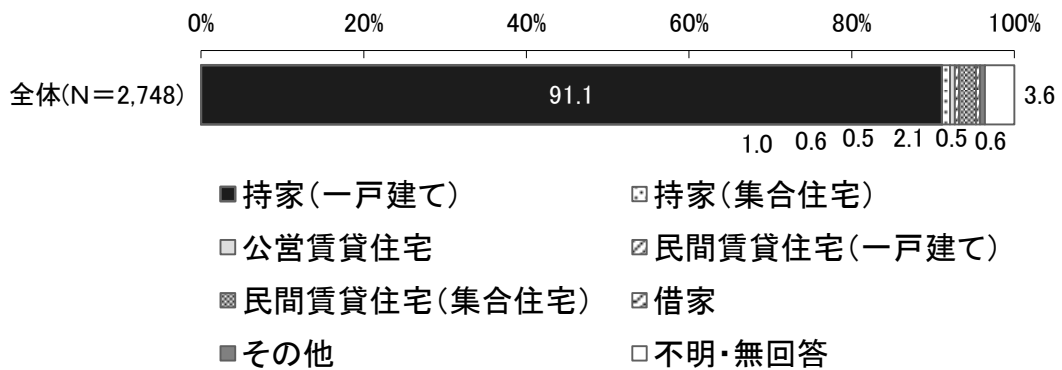 0% 20% 40% 60% 80% 100%
全体(N=2,748) 91.1 3.6
1.0 0.6 0.5 2.1 0.5 0.6
持家(一戸建て) 持家(集合住宅)
公営賃貸住宅 民間賃貸住宅(一戸建て)
民間賃貸住宅(集合住宅) 借家
その他 不明・無回答